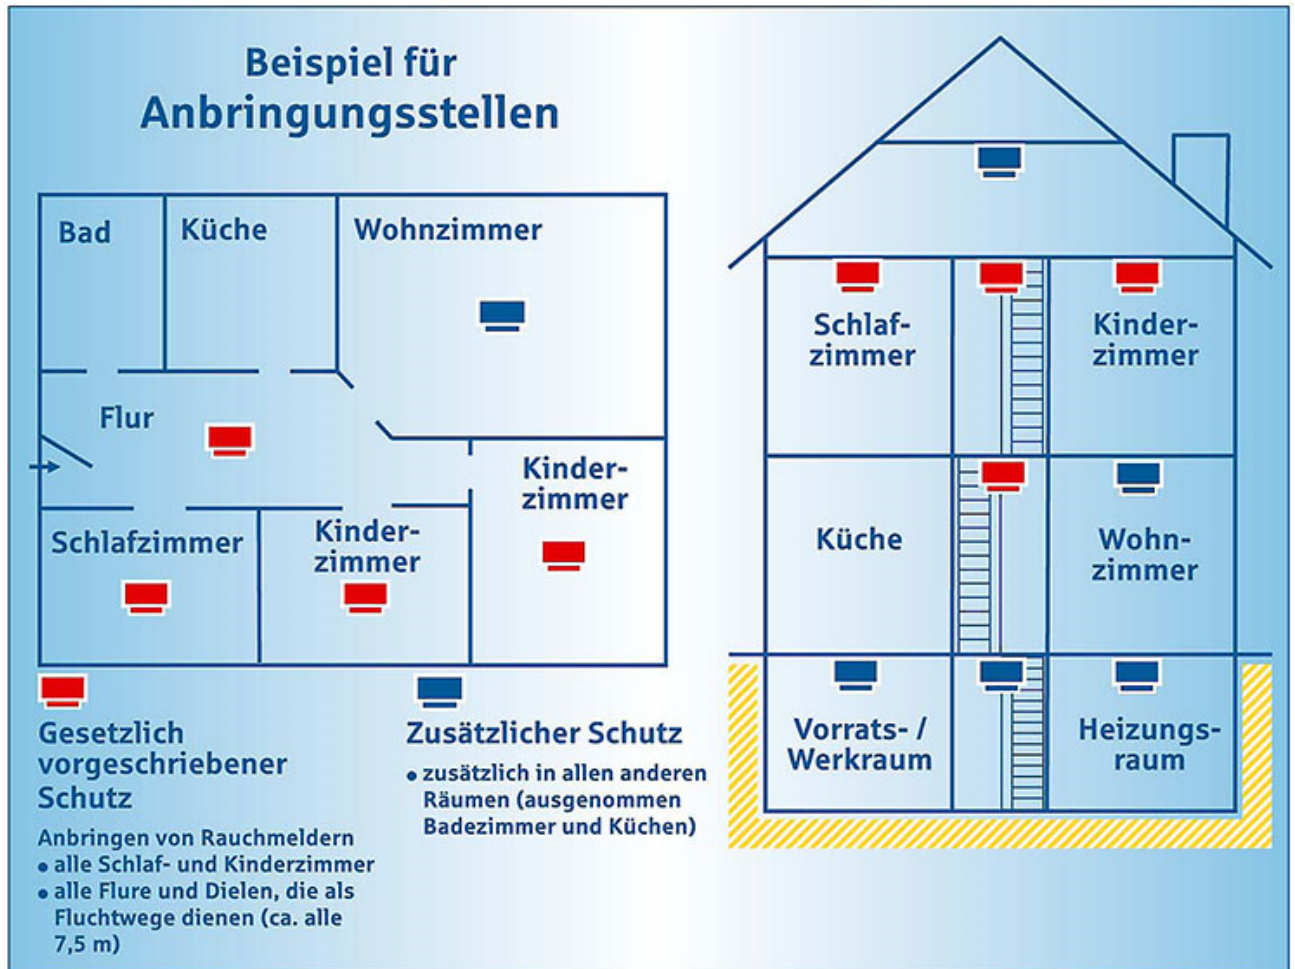 Beispiel für
Anbringungsstellen
Bad
Küche
Wohnzimmer
Flur
Kinder-
zimmer
Schlafzimmer
Kinder-
zimmer
Gesetzlich
vorgeschriebener
Schutz
Anbringen von Rauchmeldern
• alle Schlaf- und Kinderzimmer
• alle Flure und Dielen, die als
Fluchtwege dienen (ca. alle
7,5 m)
Zusätzlicher Schutz
• zusätzlich in allen anderen
Räumen (ausgenommen
Badezimmer und Küchen)
Schlaf-
zimmer
Kinder-
zimmer
Küche
Wohn-
zimmer
Vorrats- /
Werkraum
Heizungs-
raum